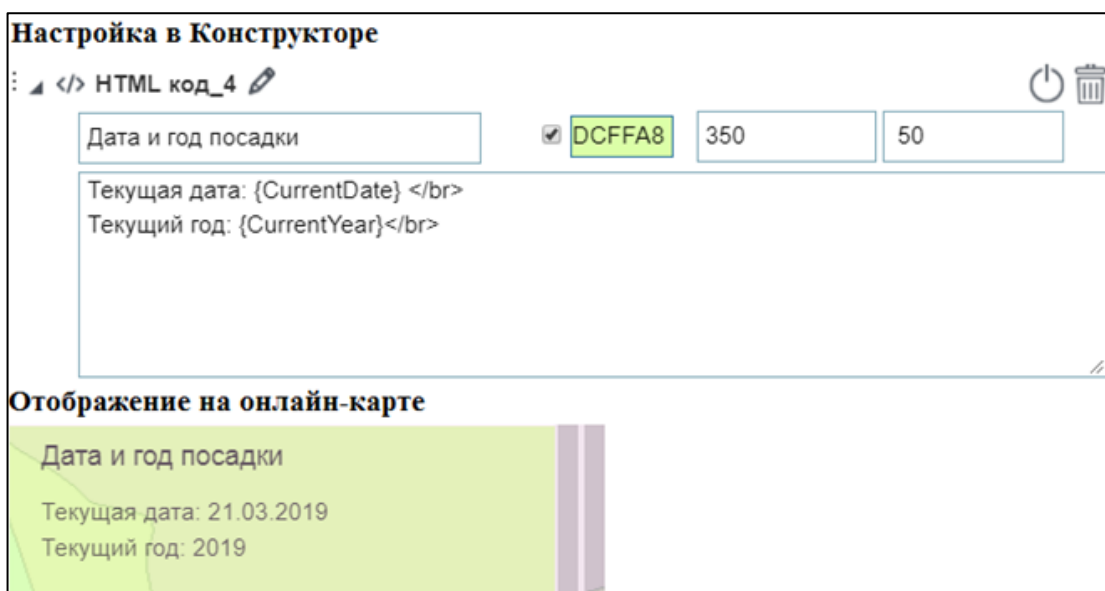 Настройка в Конструкторе
</> HTML код_4
Дата и год посадки DCFFA8 350 50
Текущая дата: {CurrentDate} </br>
Текущий год: {CurrentYear}</br>
Отображение на онлайн-карте
Дата и год посадки
Текущая дата: 21.03.2019
Текущий год: 2019